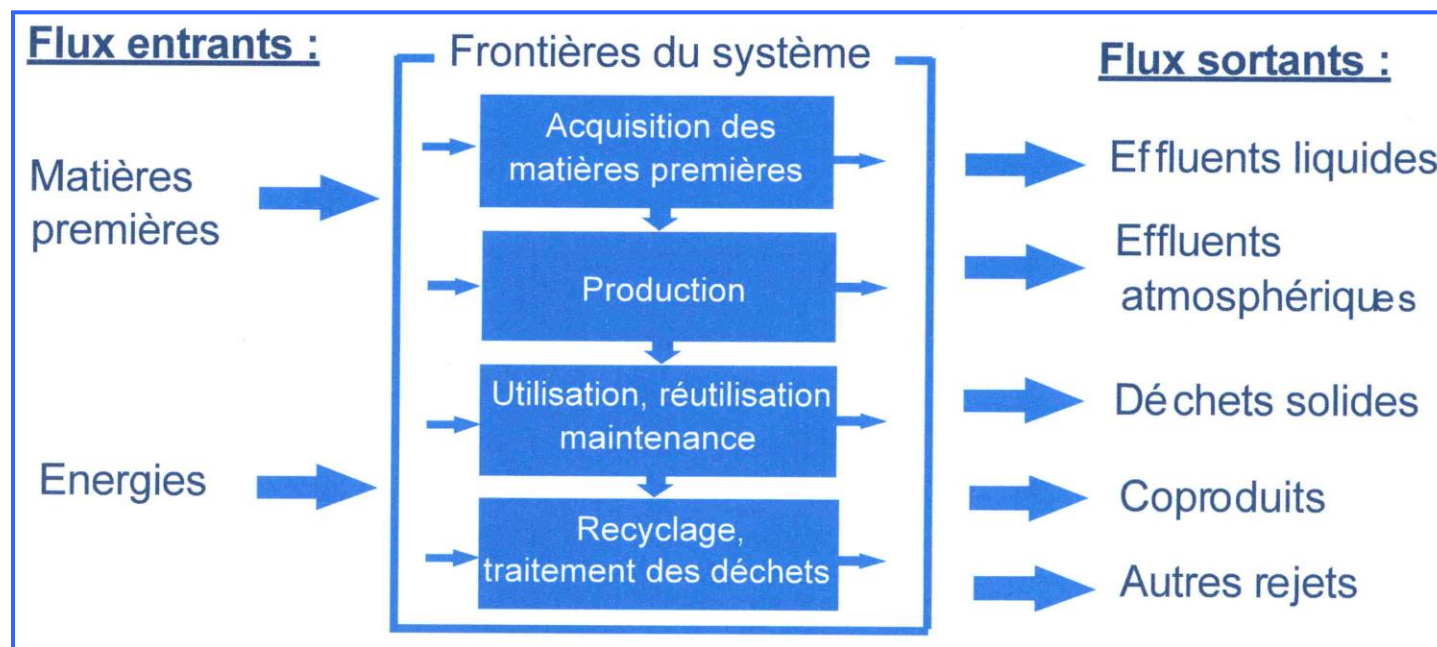 Flux entrants :
Matières
premières
Energies
Frontières du système
Acquisition des
matières premières
Production
Utilisation, réutilisation
maintenance
Recyclage,
traitement des déchets
Flux sortants :
Effluents liquides
Effluents
atmosphériques
Déchets solides
Coproduits
Autres rejets